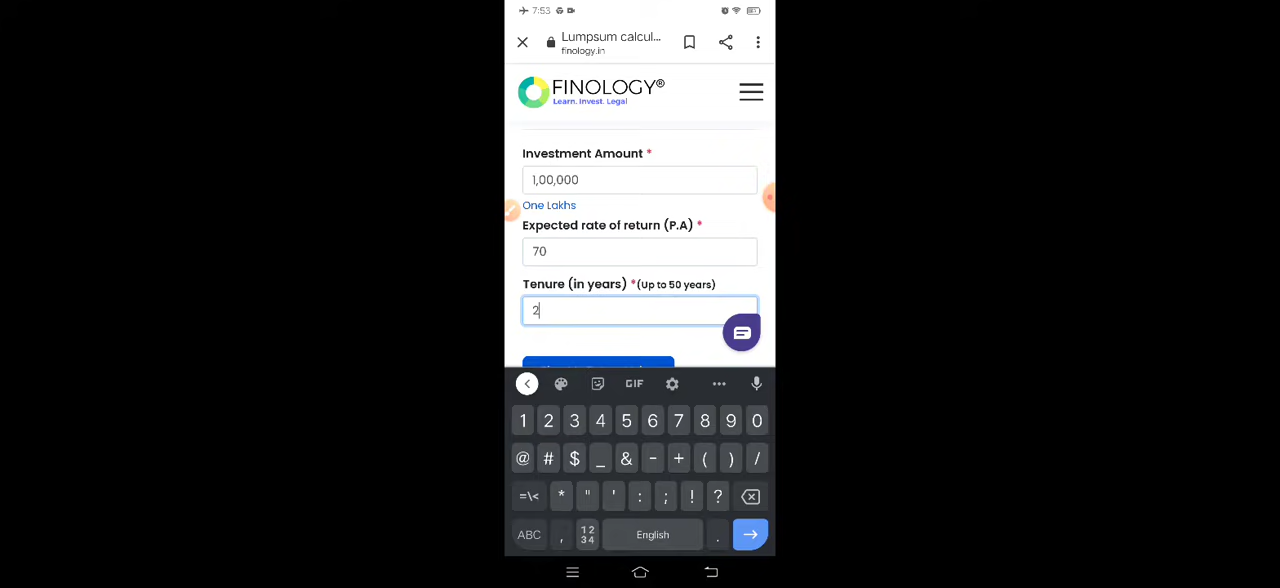 7:53
Lumpsum calcul...
finology.in
FINOLOGY®
Learn. Invest. Legal
Investment Amount *
1,00,000
One Lakhs
Expected rate of return (P.A) *
70
Tenure (in years) *(Up to 50 years)
2
GIF
1 2 3 4 5 6 7 8 9 0
@ # $ _ & - + ( ) /
=\< * " ' : ; ! ?
ABC , 12 34 English .